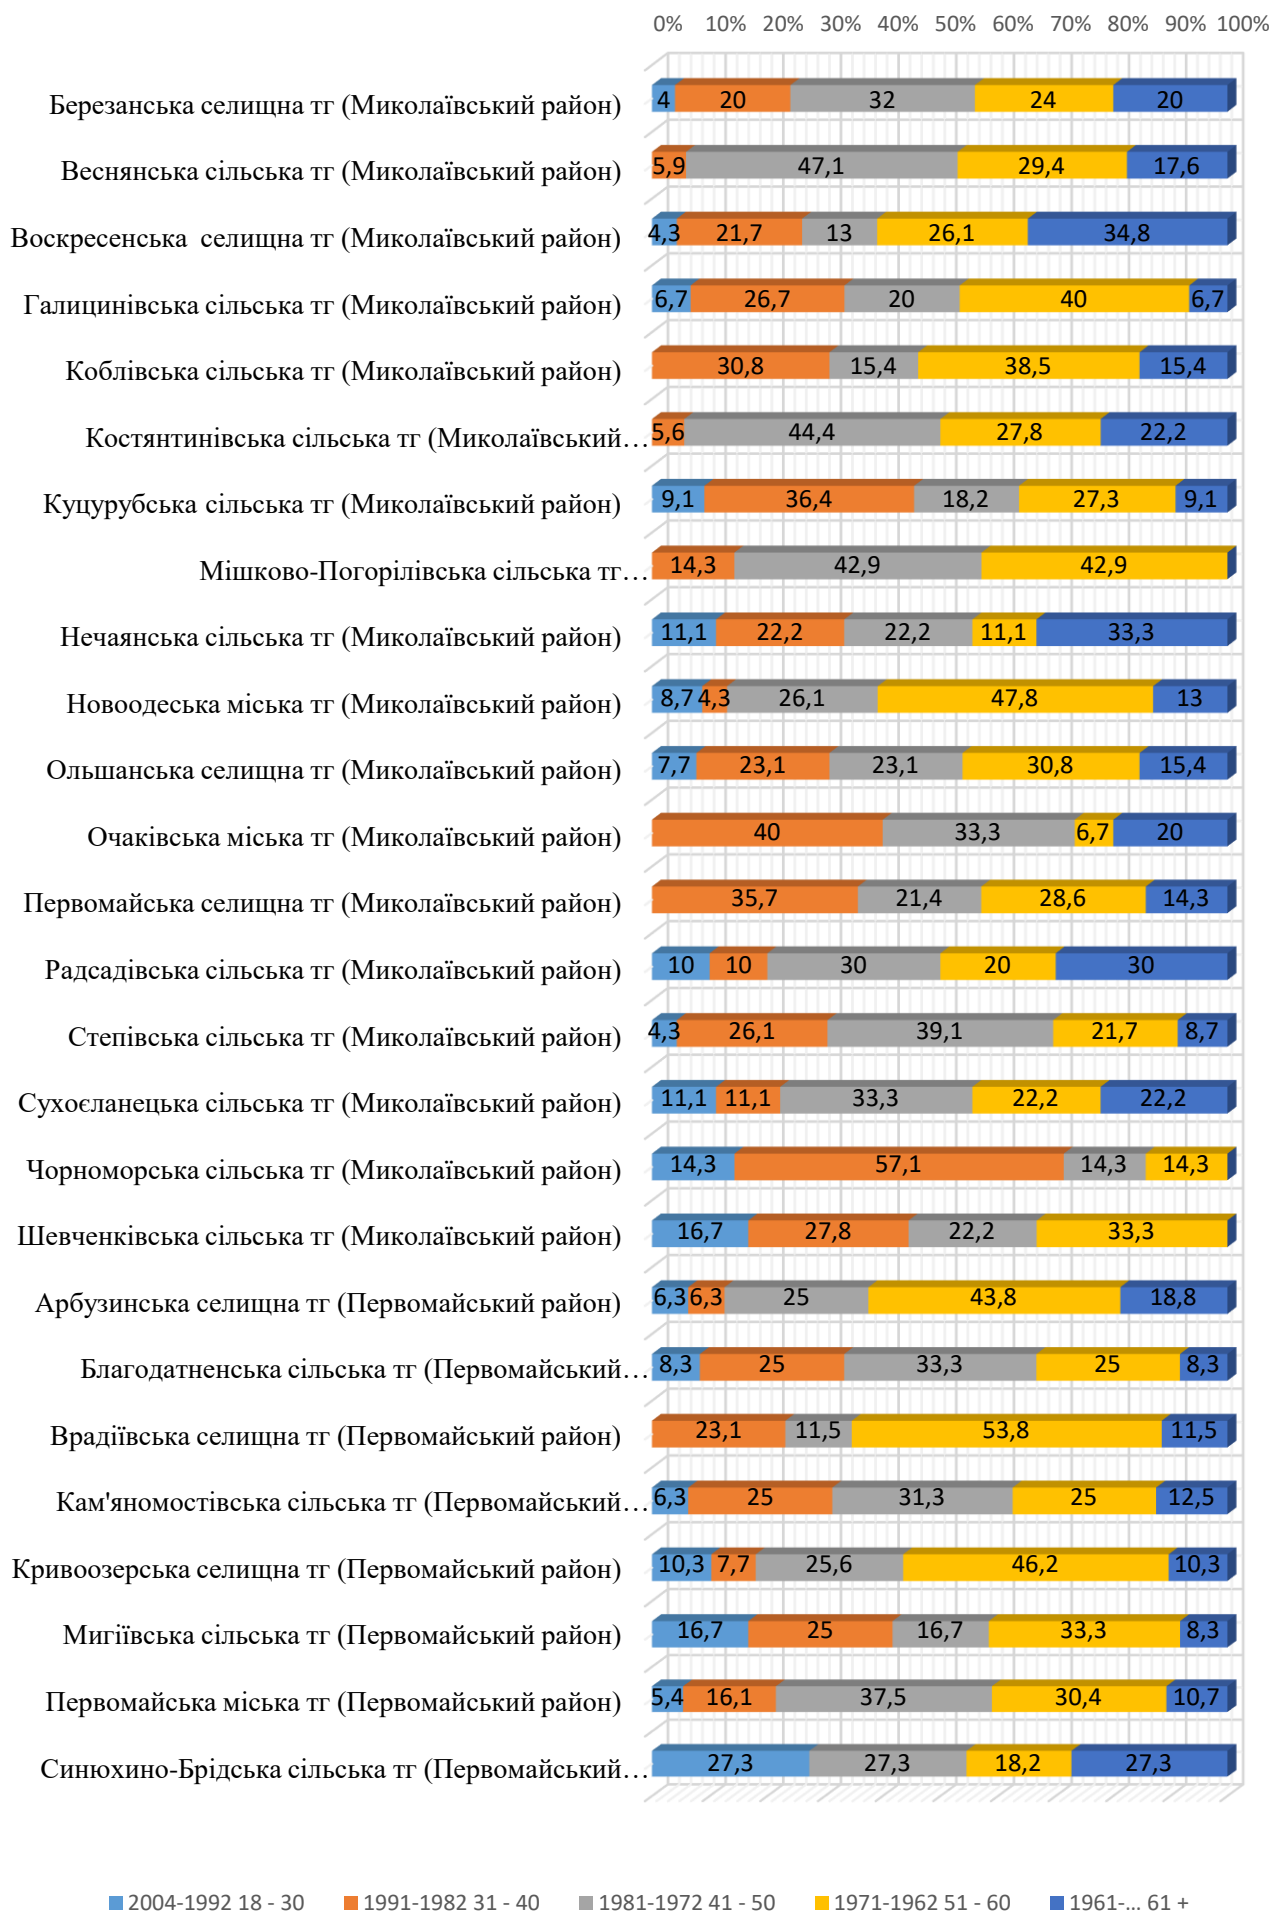 0% 10% 20% 30% 40% 50% 60% 70% 80% 90% 100%
Березанська селищна тг (Миколаївський район) 4 20 32 24 20
Веснянська сільська тг (Миколаївський район) 5,9 47,1 29,4 17,6
Воскресенська селищна тг (Миколаївський район) 4,3 21,7 13 26,1 34,8
Галицинівська сільська тг (Миколаївський район) 6,7 26,7 20 40 6,7
Коблівська сільська тг (Миколаївський район) 30,8 15,4 38,5 15,4
Костянтинівська сільська тг (Миколаївський… 5,6 44,4 27,8 22,2
Куцурубська сільська тг (Миколаївський район) 9,1 36,4 18,2 27,3 9,1
Мішково-Погорілівська сільська тг… 14,3 42,9 42,9
Нечаянська сільська тг (Миколаївський район) 11,1 22,2 22,2 11,1 33,3
Новоодеська міська тг (Миколаївський район) 8,7 4,3 26,1 47,8 13
Ольшанська селищна тг (Миколаївський район) 7,7 23,1 23,1 30,8 15,4
Очаківська міська тг (Миколаївський район) 40 33,3 6,7 20
Первомайська селищна тг (Миколаївський район) 35,7 21,4 28,6 14,3
Радсадівська сільська тг (Миколаївський район) 10 10 30 20 30
Степівська сільська тг (Миколаївський район) 4,3 26,1 39,1 21,7 8,7
Сухоєланецька сільська тг (Миколаївський район) 11,1 11,1 33,3 22,2 22,2
Чорноморська сільська тг (Миколаївський район) 14,3 57,1 14,3 14,3
Шевченківська сільська тг (Миколаївський район) 16,7 27,8 22,2 33,3
Арбузинська селищна тг (Первомайський район) 6,3 6,3 25 43,8 18,8
Благодатненська сільська тг (Первомайський… 8,3 25 33,3 25 8,3
Врадіївська селищна тг (Первомайський район) 23,1 11,5 53,8 11,5
Кам'яномостівська сільська тг (Первомайський… 6,3 25 31,3 25 12,5
Кривоозерська селищна тг (Первомайський район) 10,3 7,7 25,6 46,2 10,3
Мигіївська сільська тг (Первомайський район) 16,7 25 16,7 33,3 8,3
Первомайська міська тг (Первомайський район) 5,4 16,1 37,5 30,4 10,7
Синюхино-Брідська сільська тг (Первомайський… 27,3 27,3 18,2 27,3
2004-1992 18 - 30 1991-1982 31 - 40 1981-1972 41 - 50 1971-1962 51 - 60 1961-… 61 +